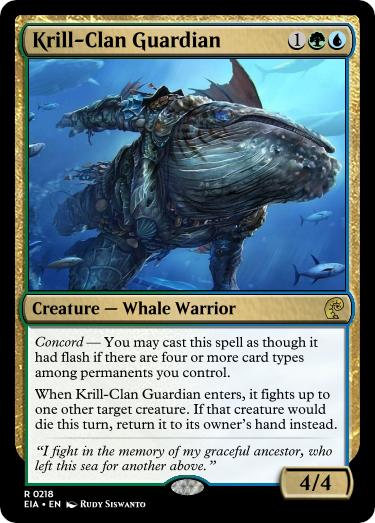 Krill-Clan Guardian 1
Creature — Whale Warrior
Concord — You may cast this spell as though it
had flash if there are four or more card types
among permanents you control.
When Krill-Clan Guardian enters, it fights up to
one other target creature. If that creature would
die this turn, return it to its owner's hand instead.
“I fight in the memory of my graceful ancestor, who
left this sea for another above.”
4/4
R 0218
EIA • EN Rudy Siswanto